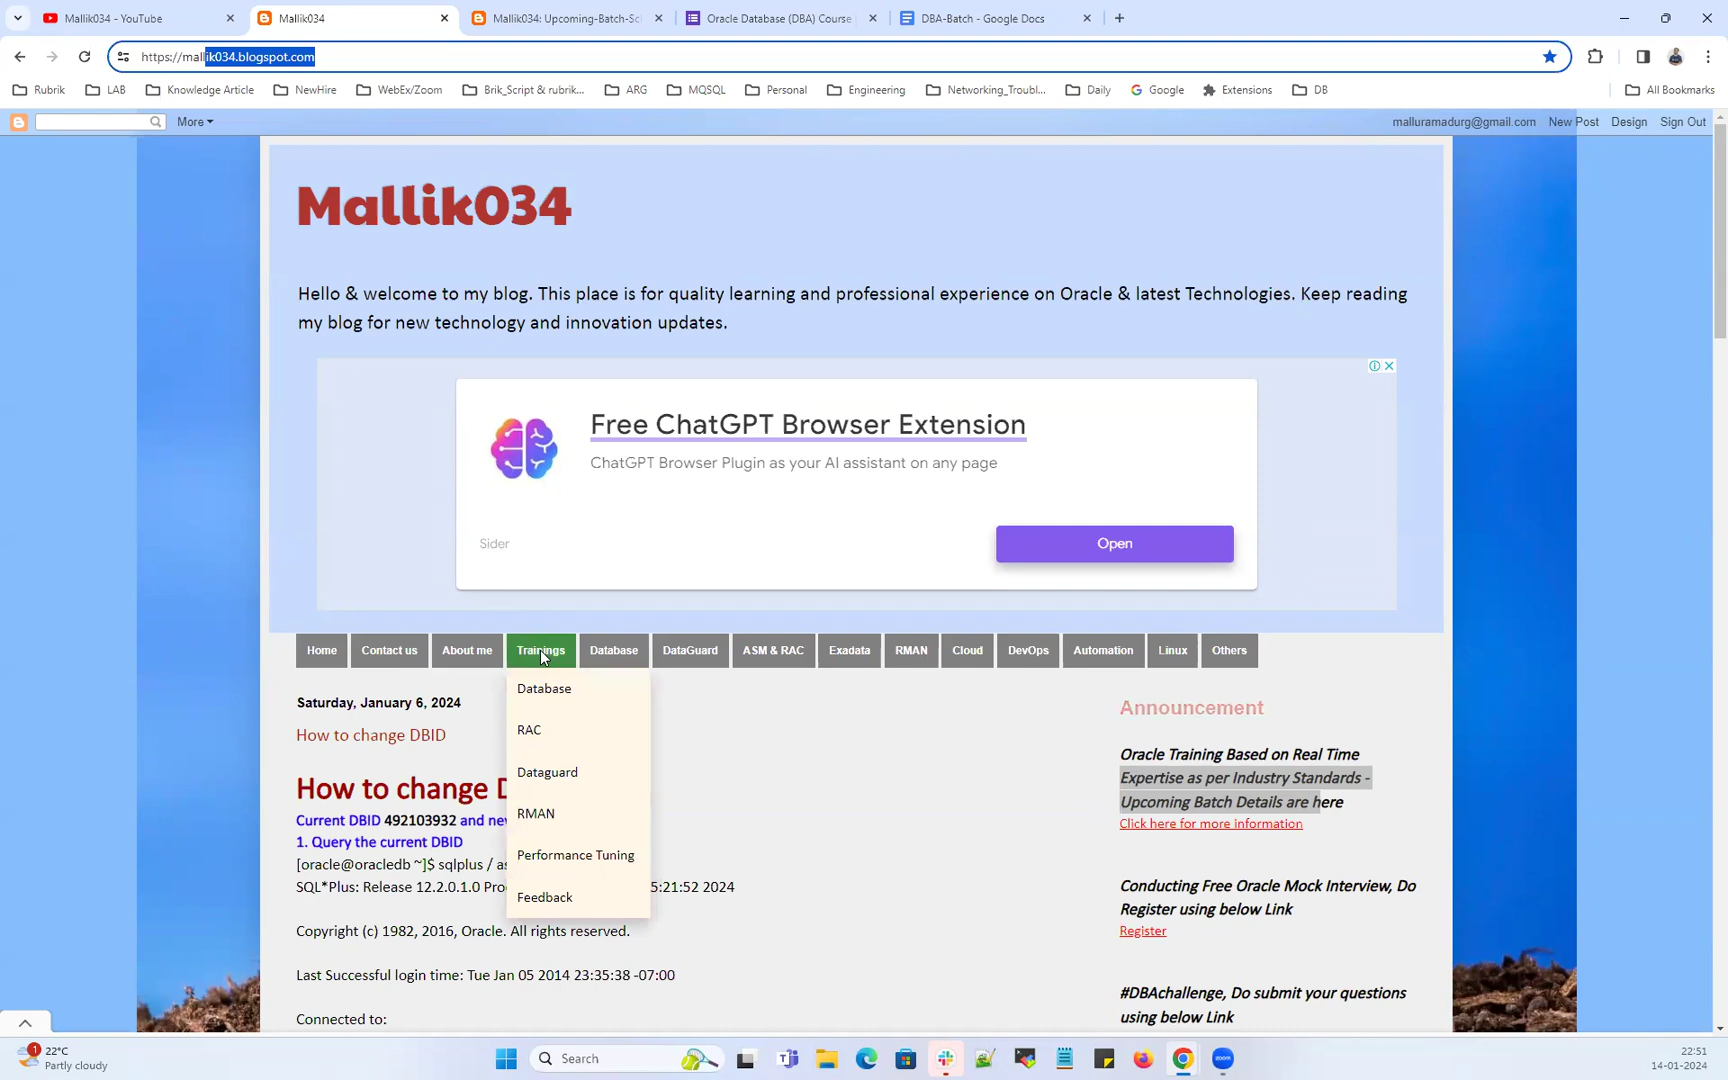 Mallik034 - YouTube
Mallik034
Mallik034: Upcoming-Batch-Sc
Oracle Database (DBA) Course
DBA-Batch - Google Docs
https://mallik034.blogspot.com
Rubrik
LAB
Knowledge Article
NewHire
WebEx/Zoom
Brik_Script & rubrik...
ARG
MQSQL
Personal
Engineering
Networking_Troubl...
Daily
Google
Extensions
DB
All Bookmarks
More
malluramadurg@gmail.com
New Post
Design
Sign Out
Mallik034
Hello & welcome to my blog. This place is for quality learning and professional experience on Oracle & latest Technologies. Keep reading
my blog for new technology and innovation updates.
Free ChatGPT Browser Extension
ChatGPT Browser Plugin as your AI assistant on any page
Sider
Open
Home
Contact us
About me
Trainings
Database
DataGuard
ASM & RAC
Exadata
RMAN
Cloud
DevOps
Automation
Linux
Others
Database
RAC
Dataguard
RMAN
Performance Tuning
Feedback
Saturday, January 6, 2024
How to change DBID
How to change D
Current DBID 492103932 and ne
1. Query the current DBID
[oracle@oracledb ~]$ sqlplus / as
SQL*Plus: Release 12.2.0.1.0 Pro 5:21:52 2024
Copyright (c) 1982, 2016, Oracle. All rights reserved.
Last Successful login time: Tue Jan 05 2014 23:35:38 -07:00
Connected to:
Announcement
Oracle Training Based on Real Time
Expertise as per Industry Standards -
Upcoming Batch Details are here
Click here for more information
Conducting Free Oracle Mock Interview, Do
Register using below Link
Register
#DBAchallenge, Do submit your questions
using below Link
1
22°C
Partly cloudy
Search
zoom
22:51
14-01-2024